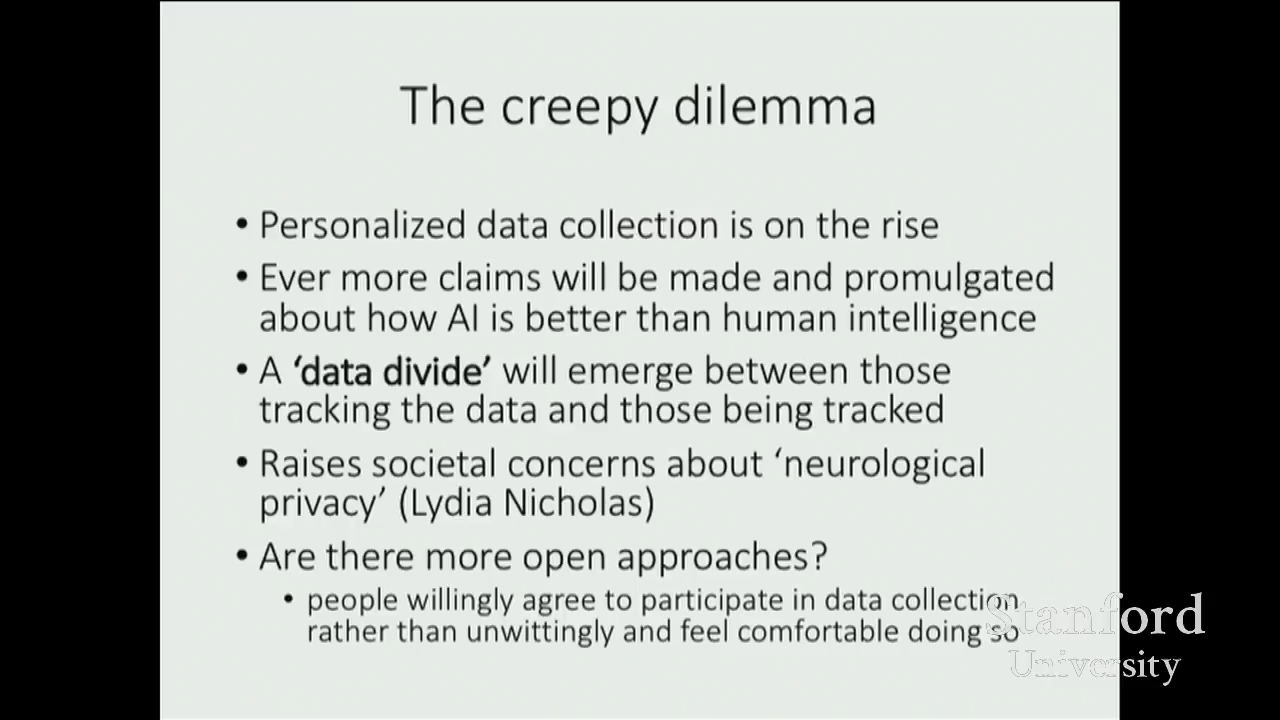 The creepy dilemma
• Personalized data collection is on the rise
• Ever more claims will be made and promulgated
about how AI is better than human intelligence
• A ‘data divide’ will emerge between those
tracking the data and those being tracked
• Raises societal concerns about ‘neurological
privacy’ (Lydia Nicholas)
• Are there more open approaches?
• people willingly agree to participate in data collection
rather than unwittingly and feel comfortable doing so
Stanford
University